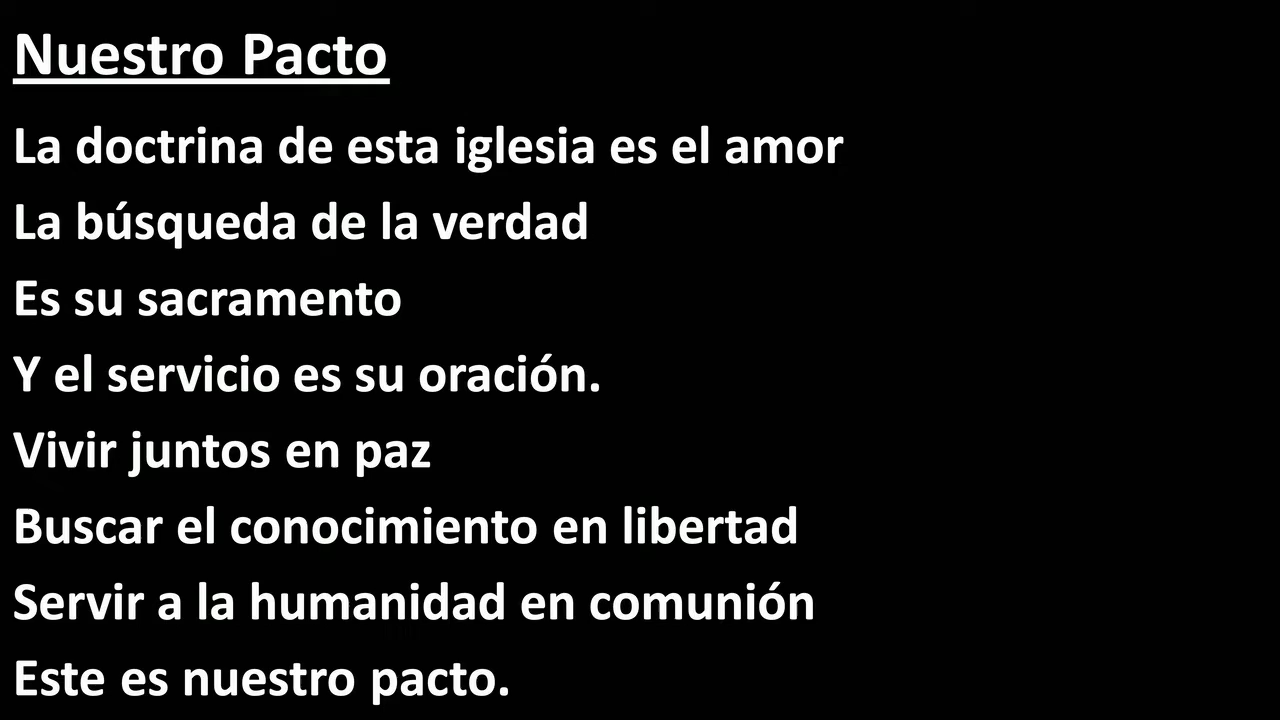 Nuestro Pacto
La doctrina de esta iglesia es el amor
La búsqueda de la verdad
Es su sacramento
Y el servicio es su oración.
Vivir juntos en paz
Buscar el conocimiento en libertad
Servir a la humanidad en comunión
Este es nuestro pacto.